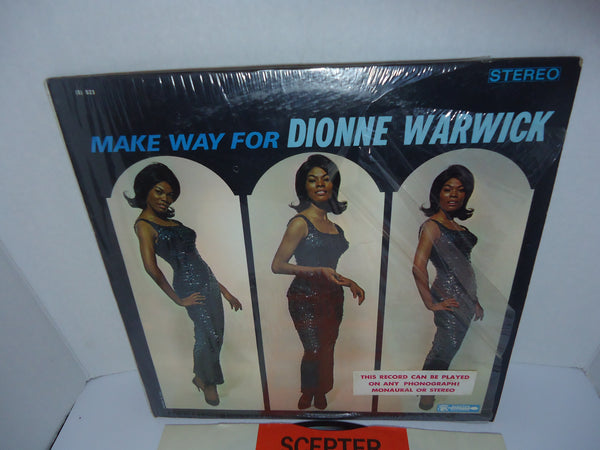 STEREO
MAKE WAY FOR DIONNE WARWICK
THIS RECORD CAN BE PLAYED
ON ANY PHONOGRAPH!
MONAURAL OR STEREO
SCEPTER